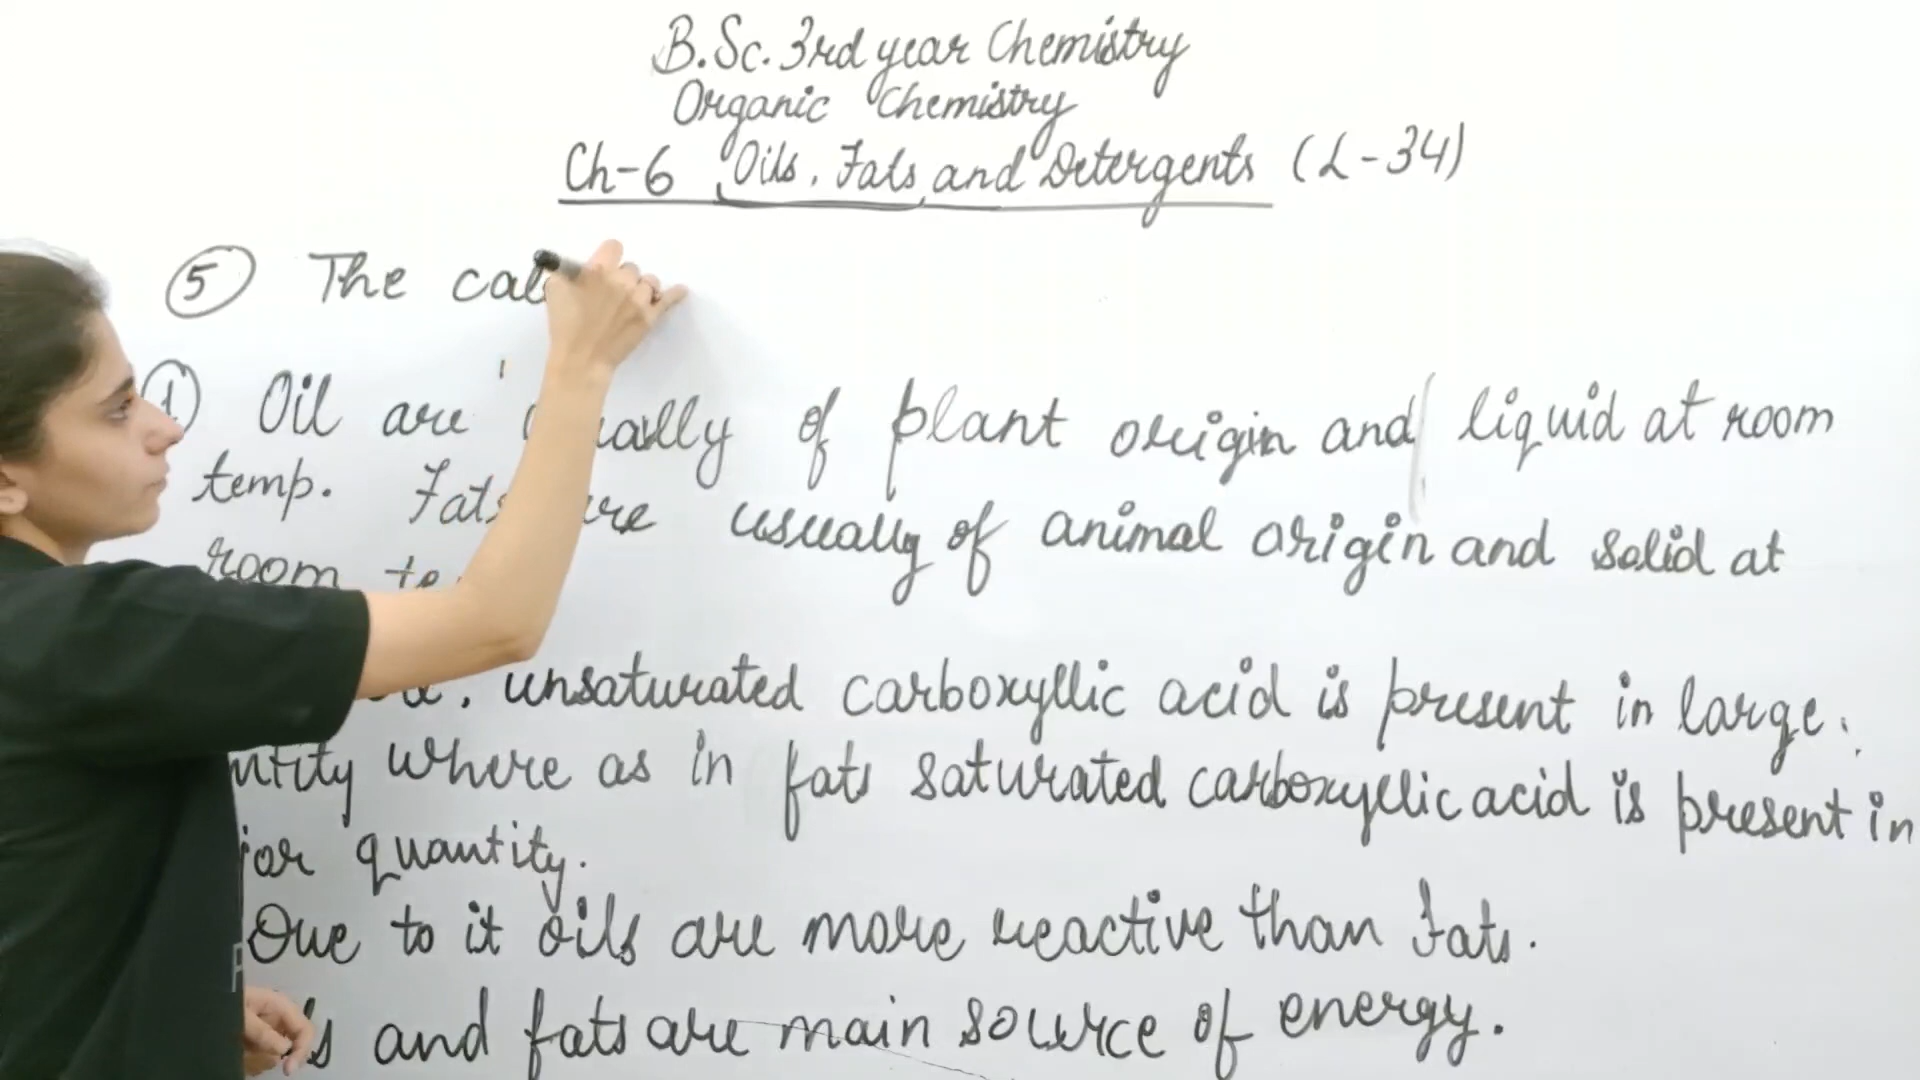 B.Sc. 3rd year Chemistry
Organic Chemistry
Ch-6 Oils, Fats and Detergents (L-34)
⑤ The cal
① Oil are of plant origin and liquid at room
temp. Fats usually of animal origin and solid at
room
unsaturated carboxyllic acid is present in large
where as in fats saturated carboxyllic acid is present in
quantity.
Due to it oils are more reactive than fats.
and fats are main source of energy.